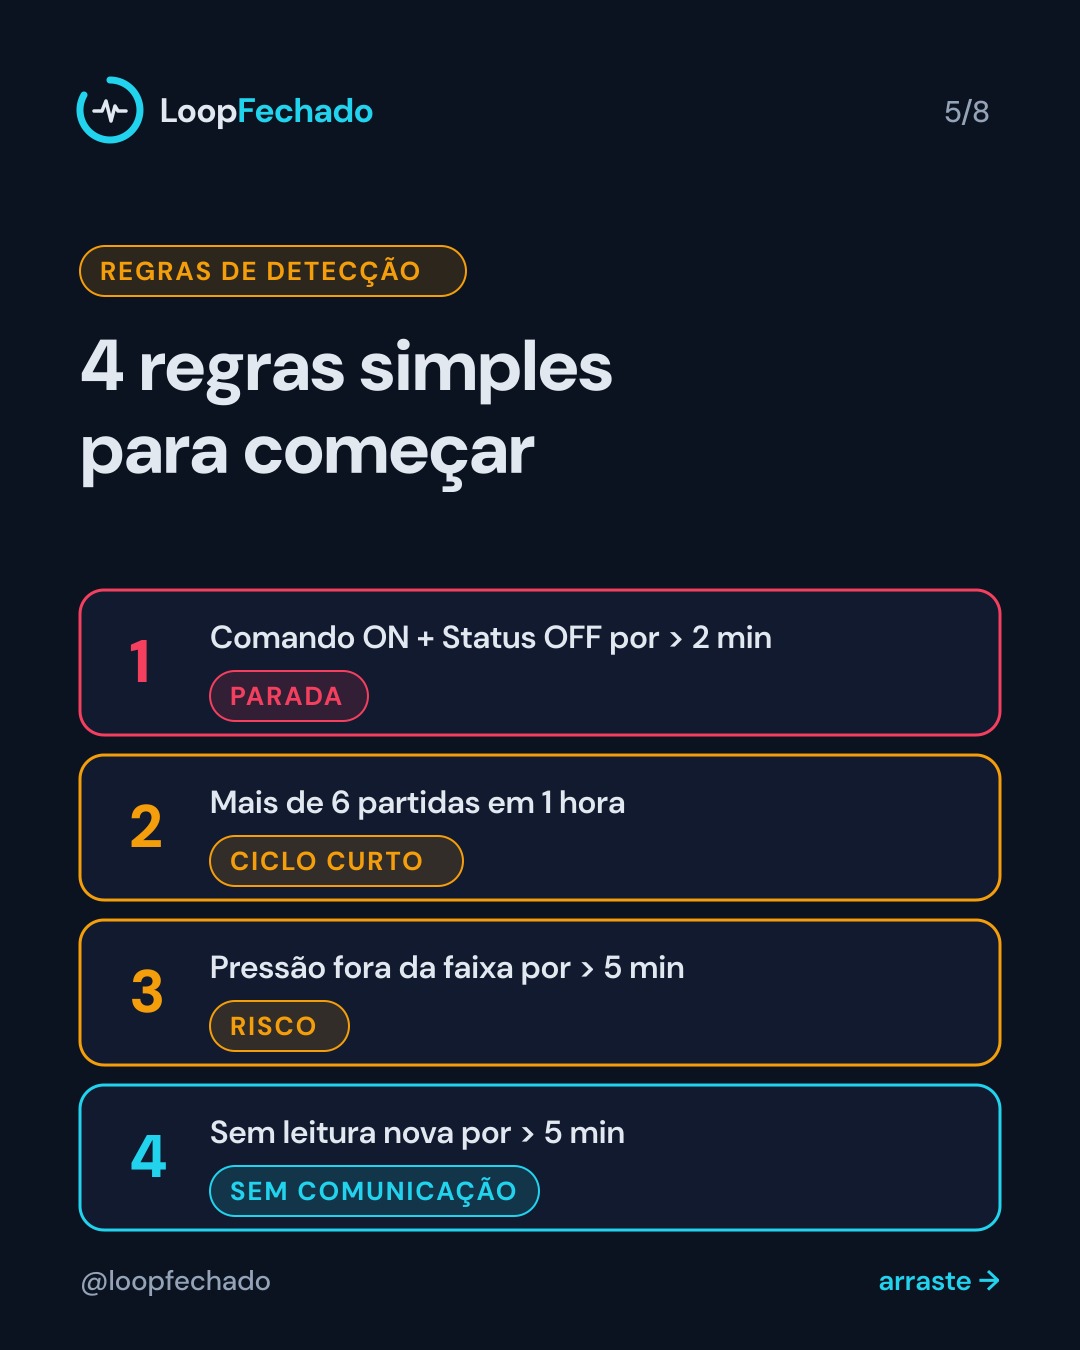 LoopFechado
5/8
REGRAS DE DETECÇÃO
4 regras simples
para começar
1
Comando ON + Status OFF por > 2 min
PARADA
2
Mais de 6 partidas em 1 hora
CICLO CURTO
3
Pressão fora da faixa por > 5 min
RISCO
4
Sem leitura nova por > 5 min
SEM COMUNICAÇÃO
@loopfechado
arraste →